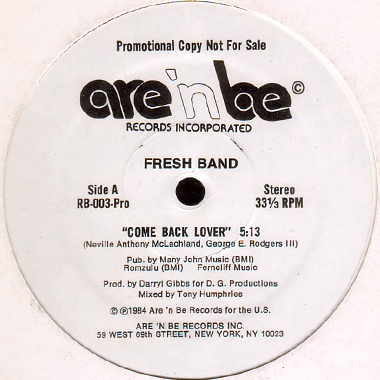 Promotional Copy Not For Sale
are 'n be ©
RECORDS INCORPORATED
FRESH BAND
Side A
RB-003-Pro
Stereo
33⅓ RPM
"COME BACK LOVER" 5:13
(Neville Anthony McLachland, George E. Rodgers III)
Pub. by Many John Music (BMI)
Romzulu (BMI) Ferncliff Music
Prod. by Darryl Gibbs for D. G. Productions
Mixed by Tony Humphries
© ℗ 1984 Are 'n Be Records for the U.S.
ARE 'N BE RECORDS INC.
59 WEST 69th STREET, NEW YORK, NY 10023